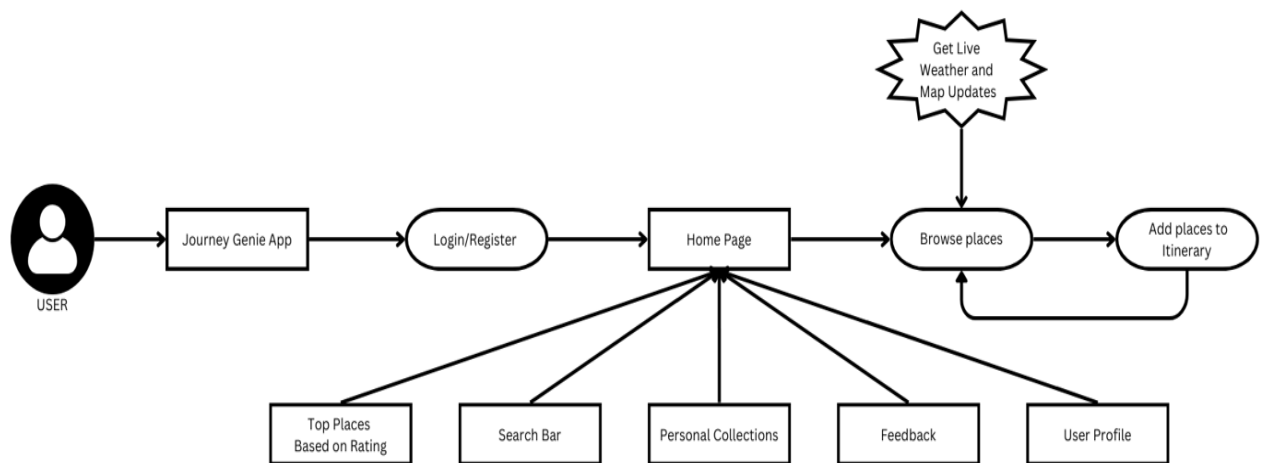 Get Live
Weather and
Map Updates
USER
Journey Genie App
Login/Register
Home Page
Browse places
Add places to
Itinerary
Top Places
Based on Rating
Search Bar
Personal Collections
Feedback
User Profile